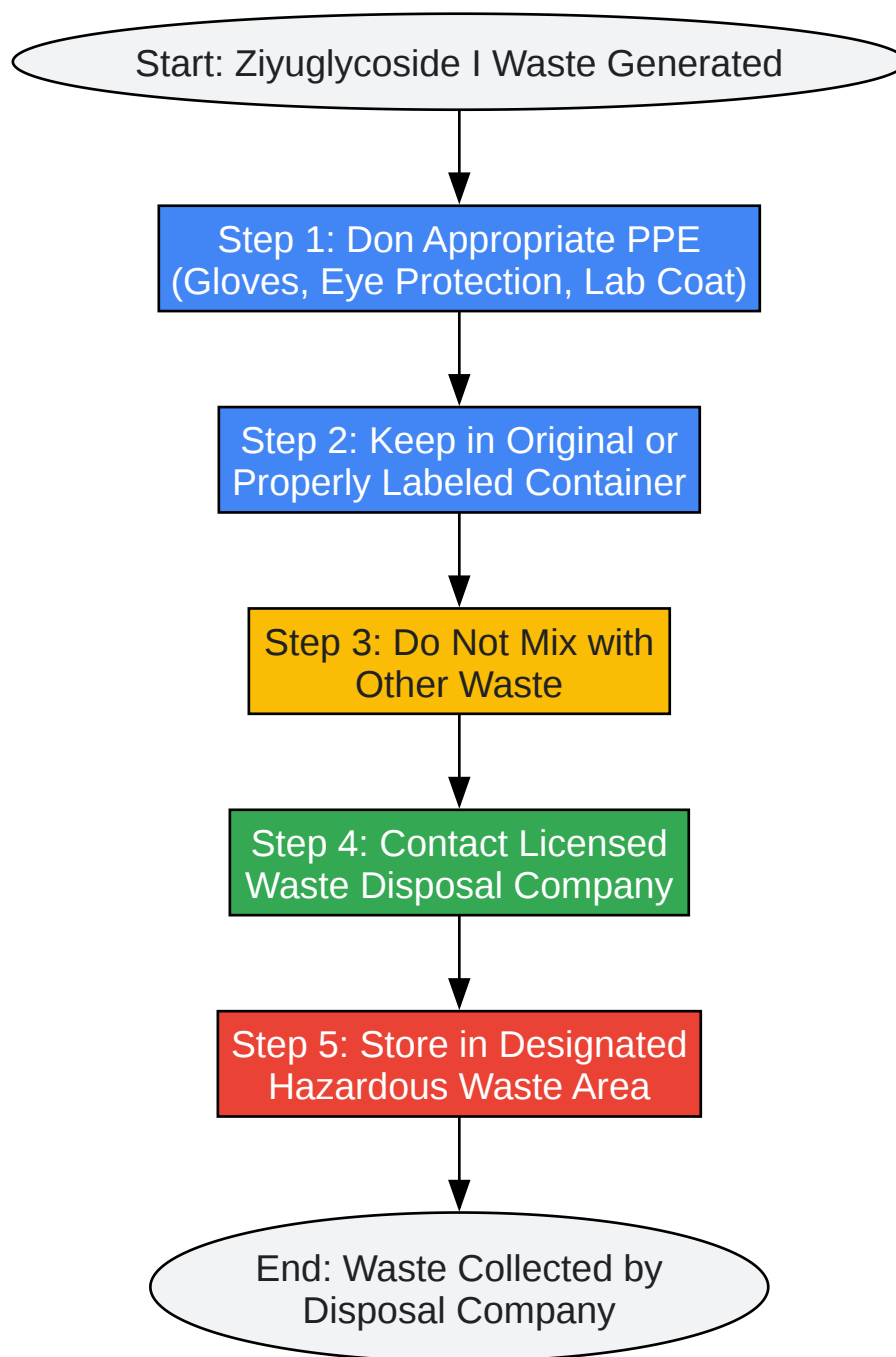 Start: Ziyuglycoside I Waste Generated
Step 1: Don Appropriate PPE
(Gloves, Eye Protection, Lab Coat)
Step 2: Keep in Original or
Properly Labeled Container
Step 3: Do Not Mix with
Other Waste
Step 4: Contact Licensed
Waste Disposal Company
Step 5: Store in Designated
Hazardous Waste Area
End: Waste Collected by
Disposal Company